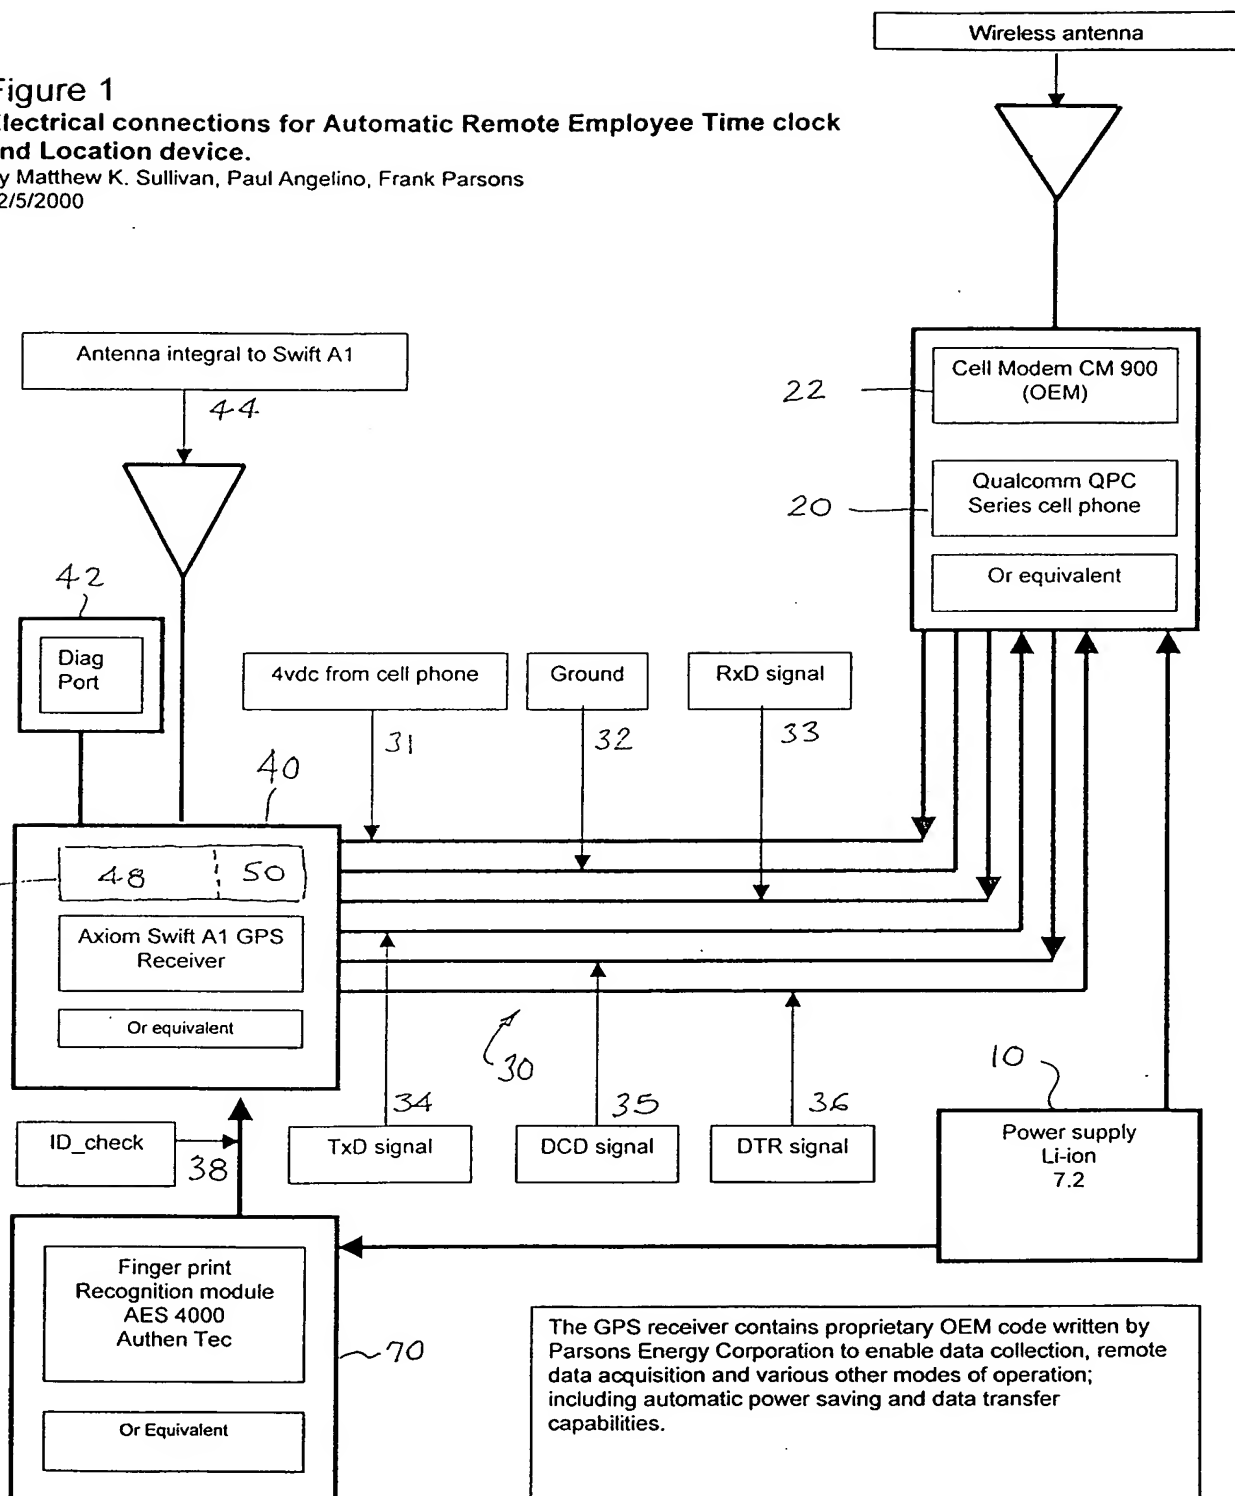 Wireless antenna
Figure 1
Electrical connections for Automatic Remote Employee Time clock
and Location device.
y Matthew K. Sullivan, Paul Angelino, Frank Parsons
2/5/2000
Antenna integral to Swift A1
44
Cell Modem CM 900
(OEM)
22
Qualcomm QPC
Series cell phone
20
Or equivalent
42
Diag
Port
4vdc from cell phone
Ground
RxD signal
31
32
33
40
48
50
Axiom Swift A1 GPS
Receiver
Or equivalent
30
10
34
35
36
ID_check
38
TxD signal
DCD signal
DTR signal
Power supply
Li-ion
7.2
Finger print
Recognition module
AES 4000
Authen Tec
70
Or Equivalent
The GPS receiver contains proprietary OEM code written by
Parsons Energy Corporation to enable data collection, remote
data acquisition and various other modes of operation;
including automatic power saving and data transfer
capabilities.